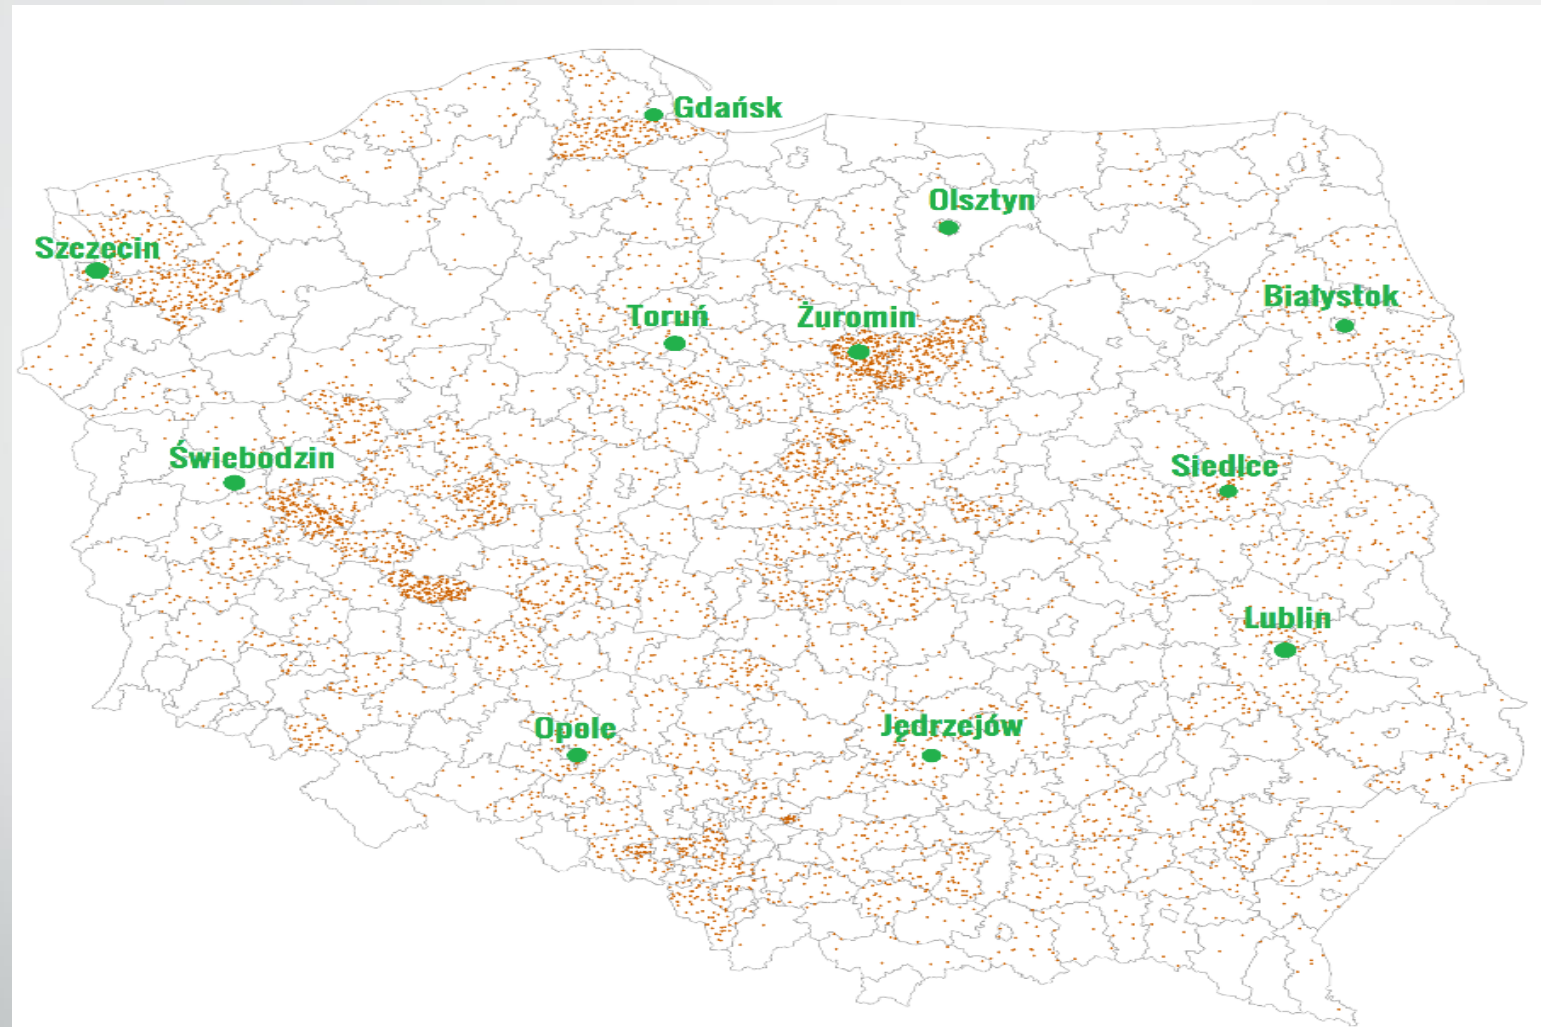 Gdańsk
Olsztyn
Szczecin
Białystok
Toruń
Żuromin
Świebodzin
Siedlce
Lublin
Opole
Jędrzejów